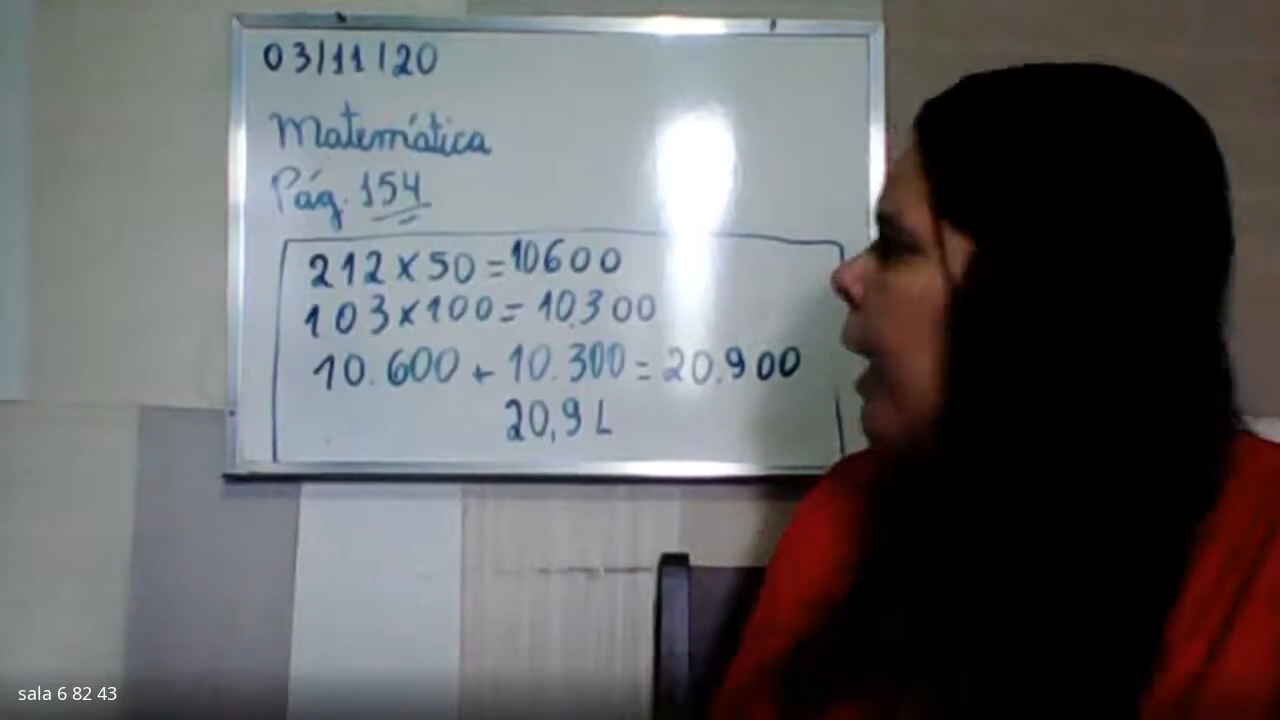 03/11/20
Matemática
Pág. 154
212 x 50 = 10600
103 x 100 = 10.300
10.600 + 10.300 = 20.900
20,9 L
sala 6 82 43